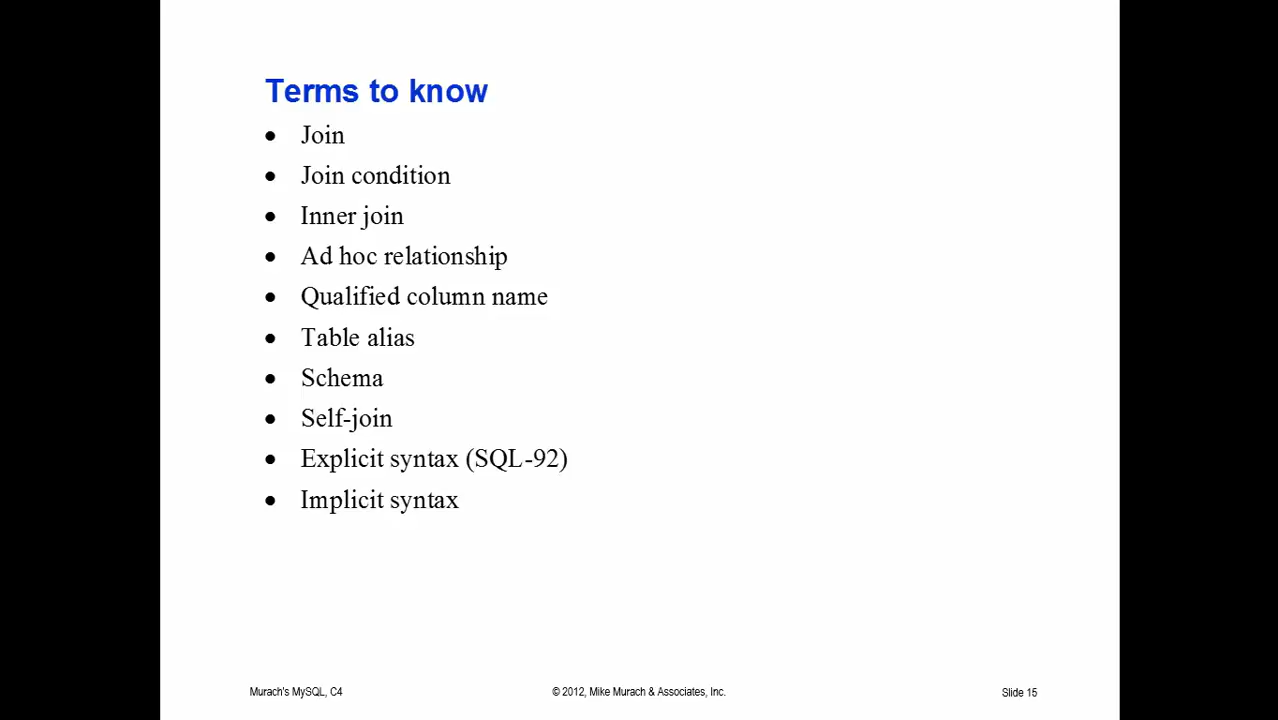 Terms to know
• Join
• Join condition
• Inner join
• Ad hoc relationship
• Qualified column name
• Table alias
• Schema
• Self-join
• Explicit syntax (SQL-92)
• Implicit syntax
Murach's MySQL, C4 © 2012, Mike Murach & Associates, Inc. Slide 15